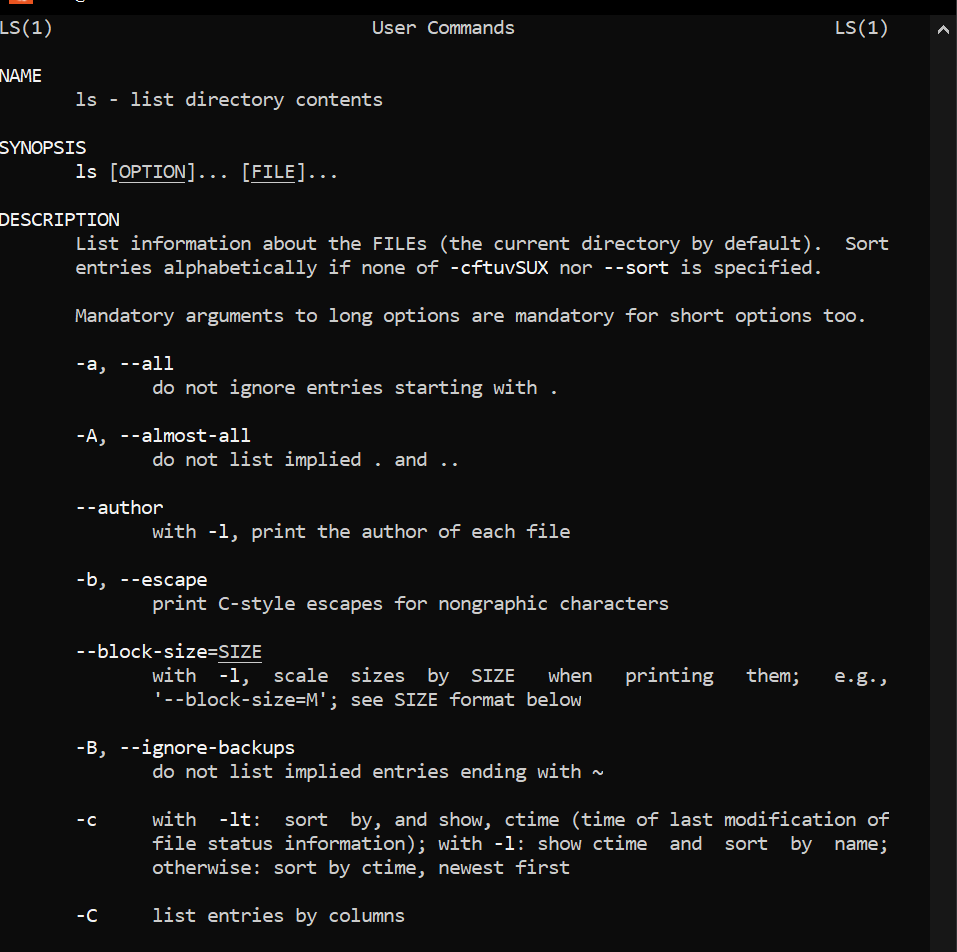 LS(1) User Commands LS(1)
NAME
ls - list directory contents
SYNOPSIS
ls [OPTION]... [FILE]...
DESCRIPTION
List information about the FILEs (the current directory by default). Sort
entries alphabetically if none of -cftuvSUX nor --sort is specified.
Mandatory arguments to long options are mandatory for short options too.
-a, --all
do not ignore entries starting with .
-A, --almost-all
do not list implied . and ..
--author
with -l, print the author of each file
-b, --escape
print C-style escapes for nongraphic characters
--block-size=SIZE
with -l, scale sizes by SIZE when printing them; e.g.,
'--block-size=M'; see SIZE format below
-B, --ignore-backups
do not list implied entries ending with ~
-c with -lt: sort by, and show, ctime (time of last modification of
file status information); with -l: show ctime and sort by name;
otherwise: sort by ctime, newest first
-C list entries by columns